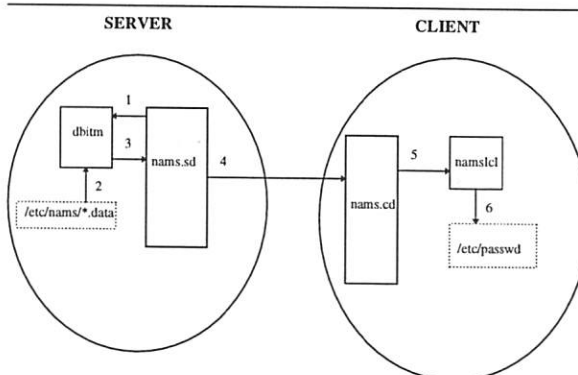 SERVER
CLIENT
1
dbitm
3
nams.sd
4
2
/etc/nams/*.data
5
namslcl
nams.cd
6
/etc/passwd